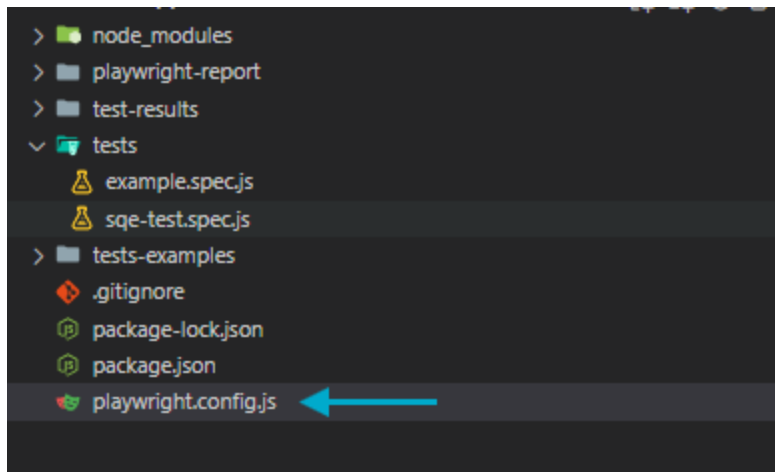 node_modules
playwright-report
test-results
tests
example.spec.js
sqe-test.spec.js
tests-examples
.gitignore
package-lock.json
package.json
playwright.config.js